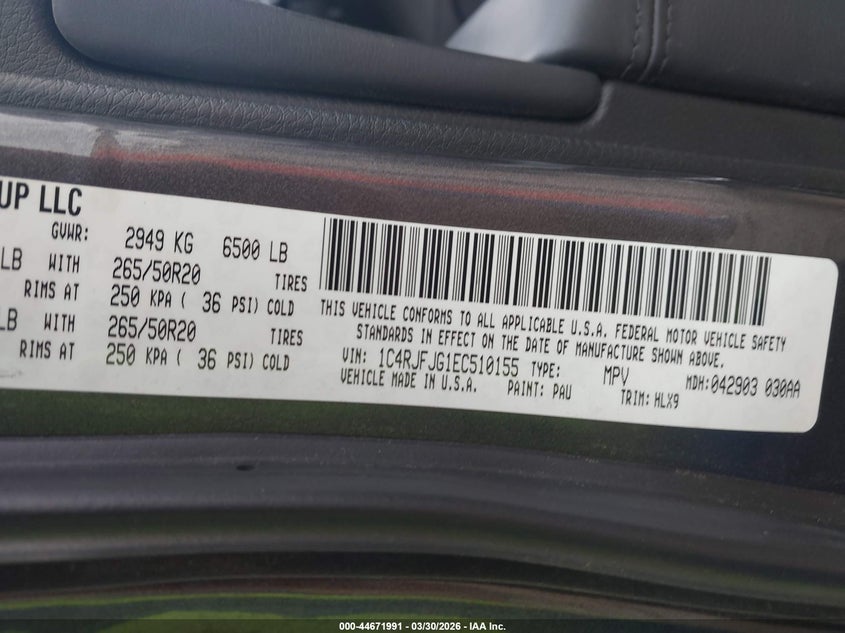 UP LLC
GVWR: 2949 KG 6500 LB
LB WITH 265/50R20 TIRES
RIMS AT 250 KPA ( 36 PSI) COLD
LB WITH 265/50R20 TIRES
RIMS AT 250 KPA ( 36 PSI) COLD
THIS VEHICLE CONFORMS TO ALL APPLICABLE U.S.A. FEDERAL MOTOR VEHICLE SAFETY
STANDARDS IN EFFECT ON THE DATE OF MANUFACTURE SHOWN ABOVE.
VIN: 1C4RJFJG1EC510155 TYPE: MPV MDH:042903 030AA
VEHICLE MADE IN U.S.A. PAINT: PAU TRIM: HLX9
000-44671991 - 03/30/2026 - IAA Inc.